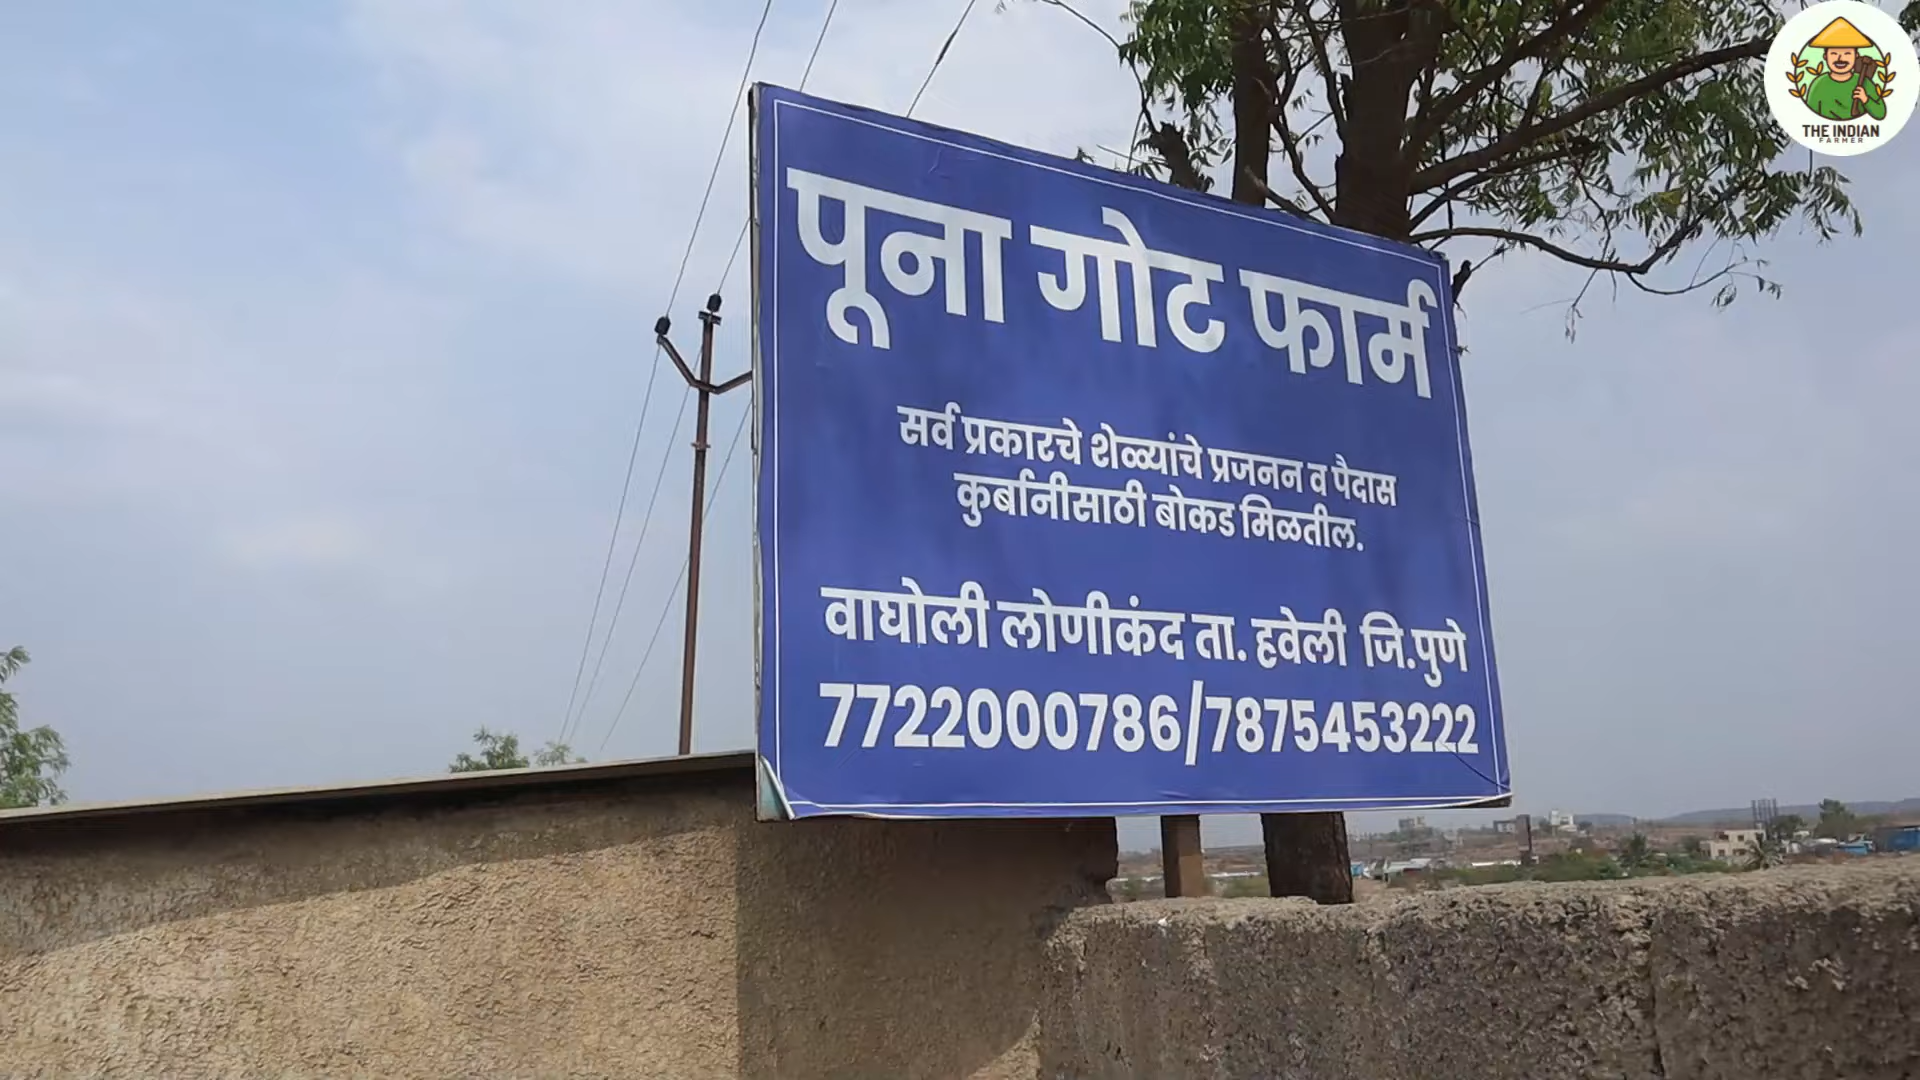 पूना गोट फार्म
सर्व प्रकारचे शेळ्यांचे प्रजनन व पैदास
कुर्बानीसाठी बोकड मिळतील.
वाघोली लोणीकंद ता. हवेली जि.पुणे
7722000786/7875453222
THE INDIAN
FARMER